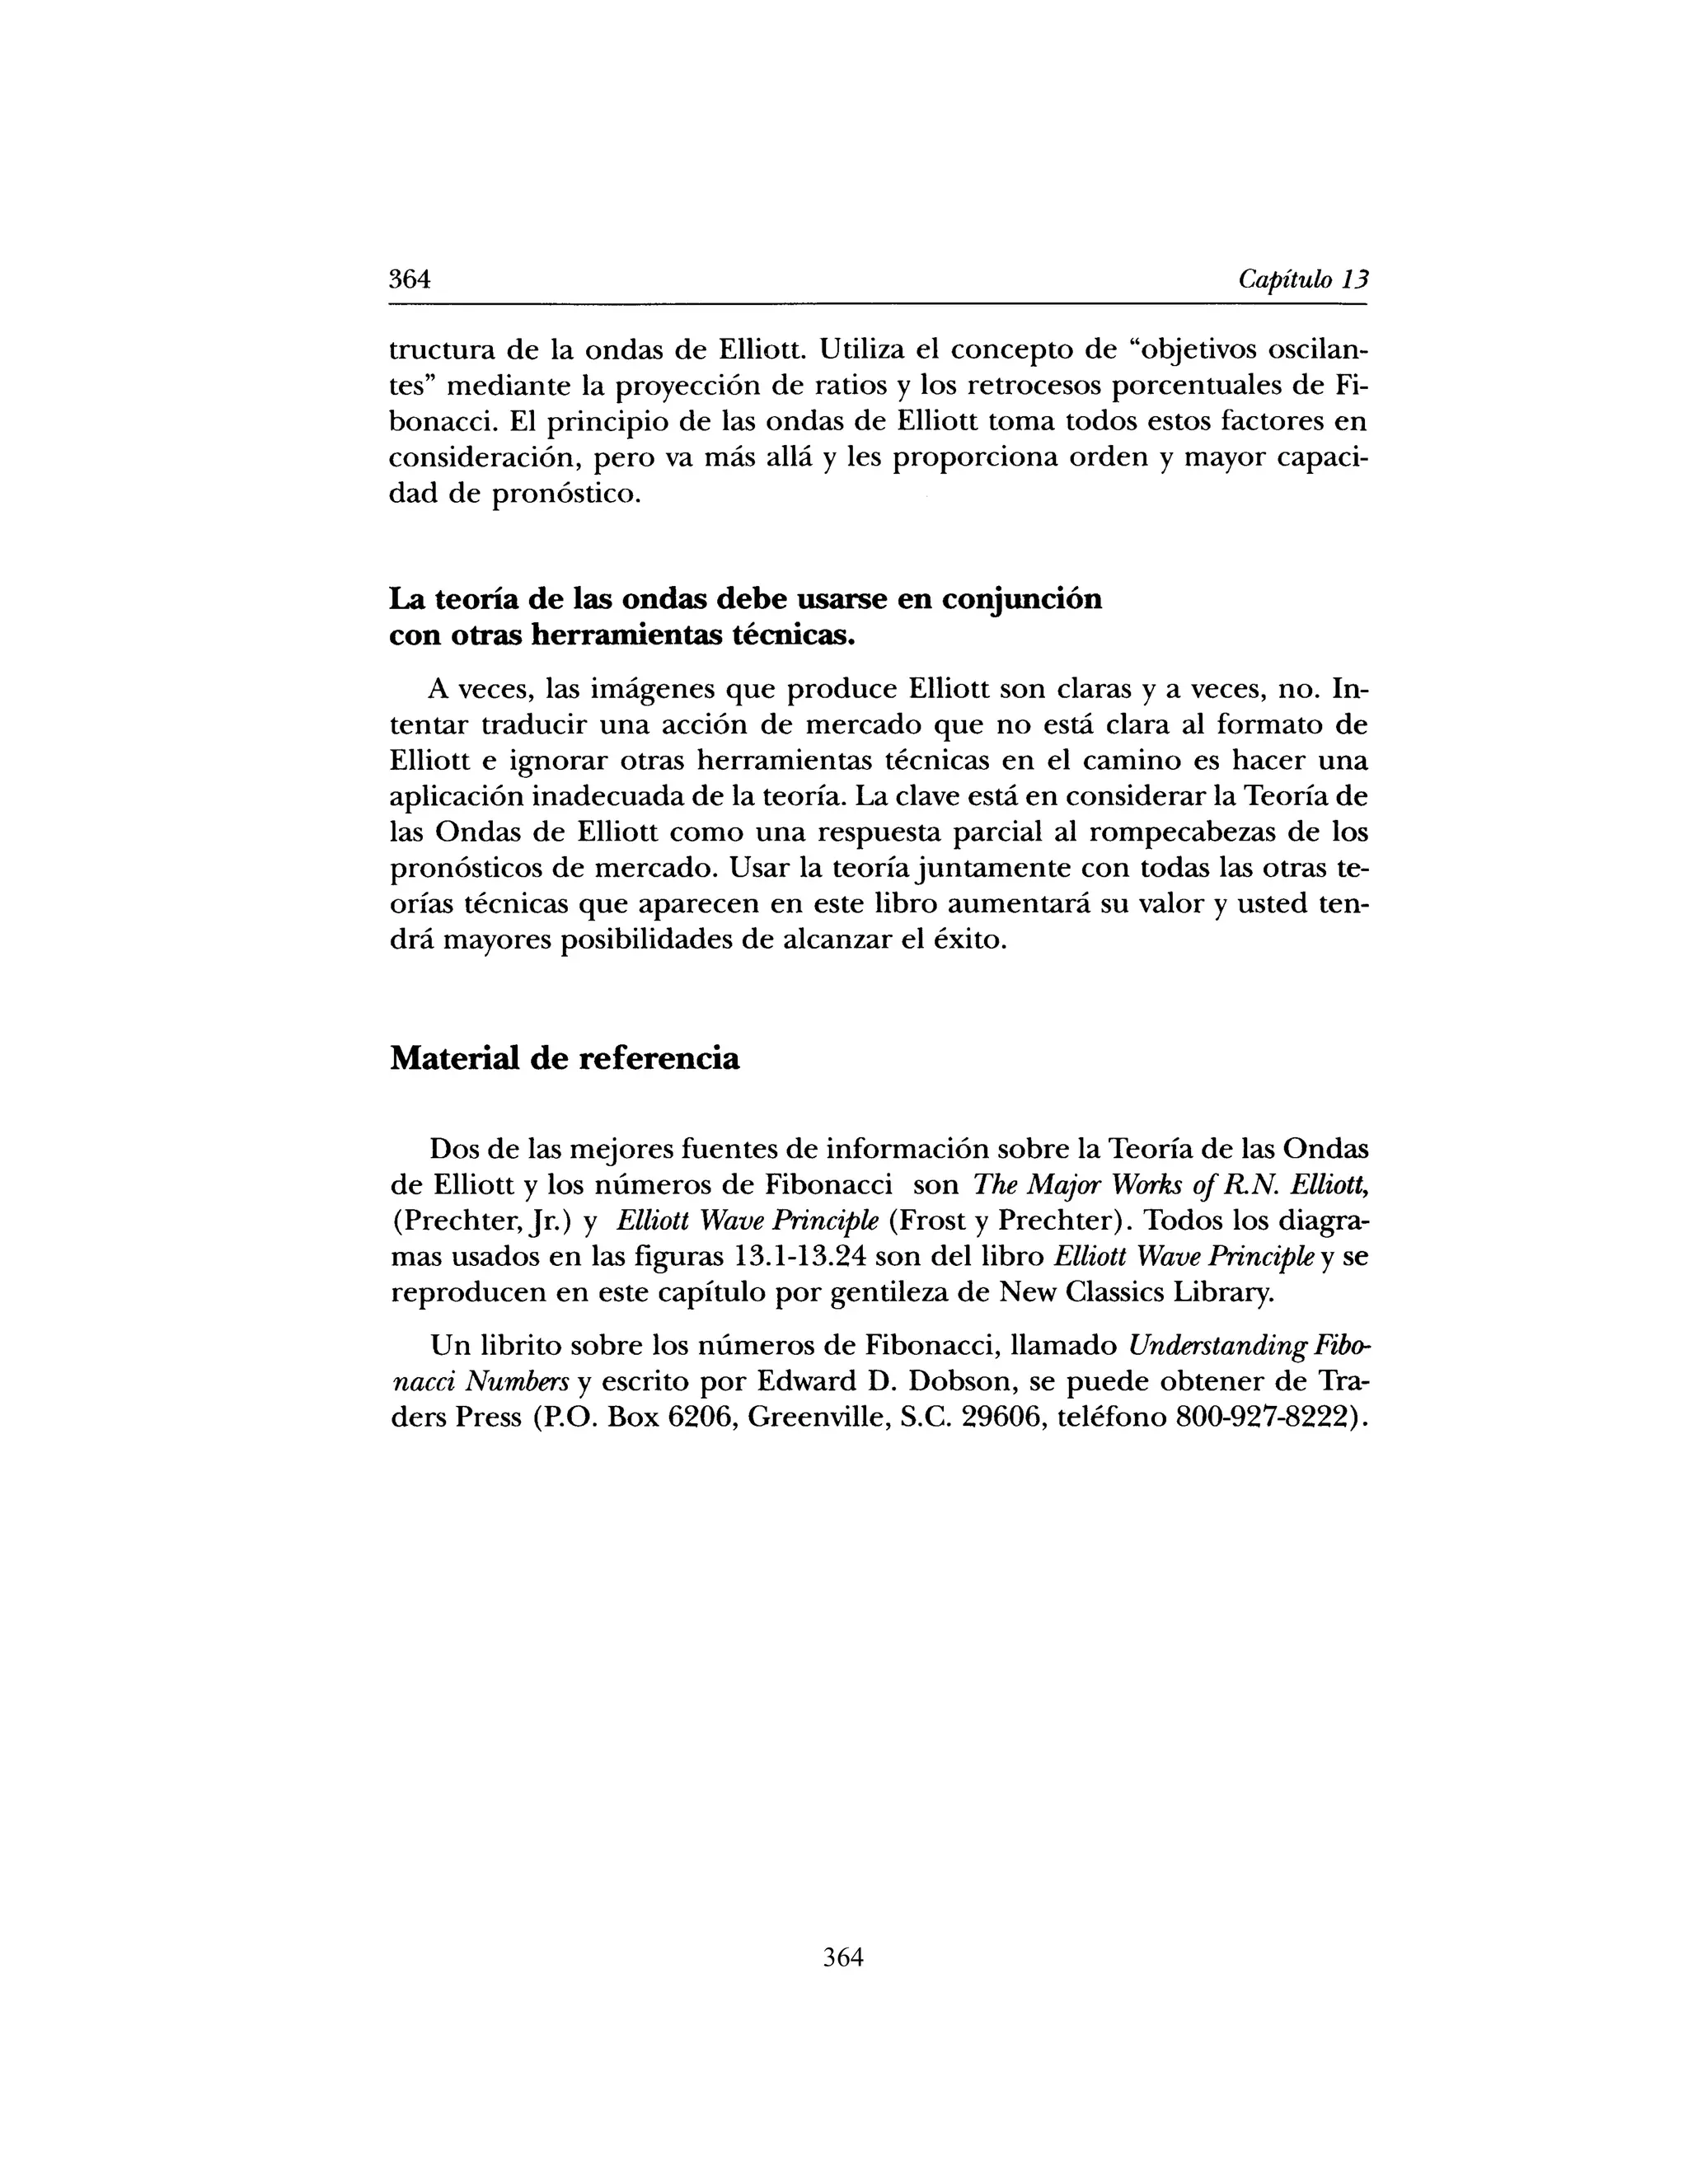 364 Capítulo 13
tructura de la ondas de Elliott. Utiliza el concepto de “objetivos oscilan-
tes” mediante la proyección de ratios y los retrocesos porcentuales de Fi-
bonacci. El principio de las ondas de Elliott toma todos estos factores en
consideración, pero va más allá y les proporciona orden y mayor capaci-
dad de pronóstico.
La teoría de las ondas debe usarse en conjunción
con otras herramientas técnicas.
A veces, las imágenes que produce Elliott son claras y a veces, no. In-
tentar traducir una acción de mercado que no está clara al formato de
Elliott e ignorar otras herramientas técnicas en el camino es hacer una
aplicación inadecuada de la teoría. La clave está en considerar la Teoría de
las Ondas de Elliott como una respuesta parcial al rompecabezas de los
pronósticos de mercado. Usar la teoría juntamente con todas las otras te-
orías técnicas que aparecen en este libro aumentará su valor y usted ten-
drá mayores posibilidades de alcanzar el éxito.
Material de referencia
Dos de las mejores fuentes de información sobre la Teoría de las Ondas
de Elliott y los números de Fibonacci son The Major Works of R.N. Elliott,
(Prechter, Jr.) y Elliott Wave Principle (Frost y Prechter). Todos los diagra-
mas usados en las figuras 13.1-13.24 son del libro Elliott Wave Principle y se
reproducen en este capítulo por gentileza de New Classics Library.
Un librito sobre los números de Fibonacci, llamado Understanding Fibo-
nacci Numbers y escrito por Edward D. Dobson, se puede obtener de Tra-
ders Press (P.O. Box 6206, Greenville, S.C. 29606, teléfono 800-927-8222).
364